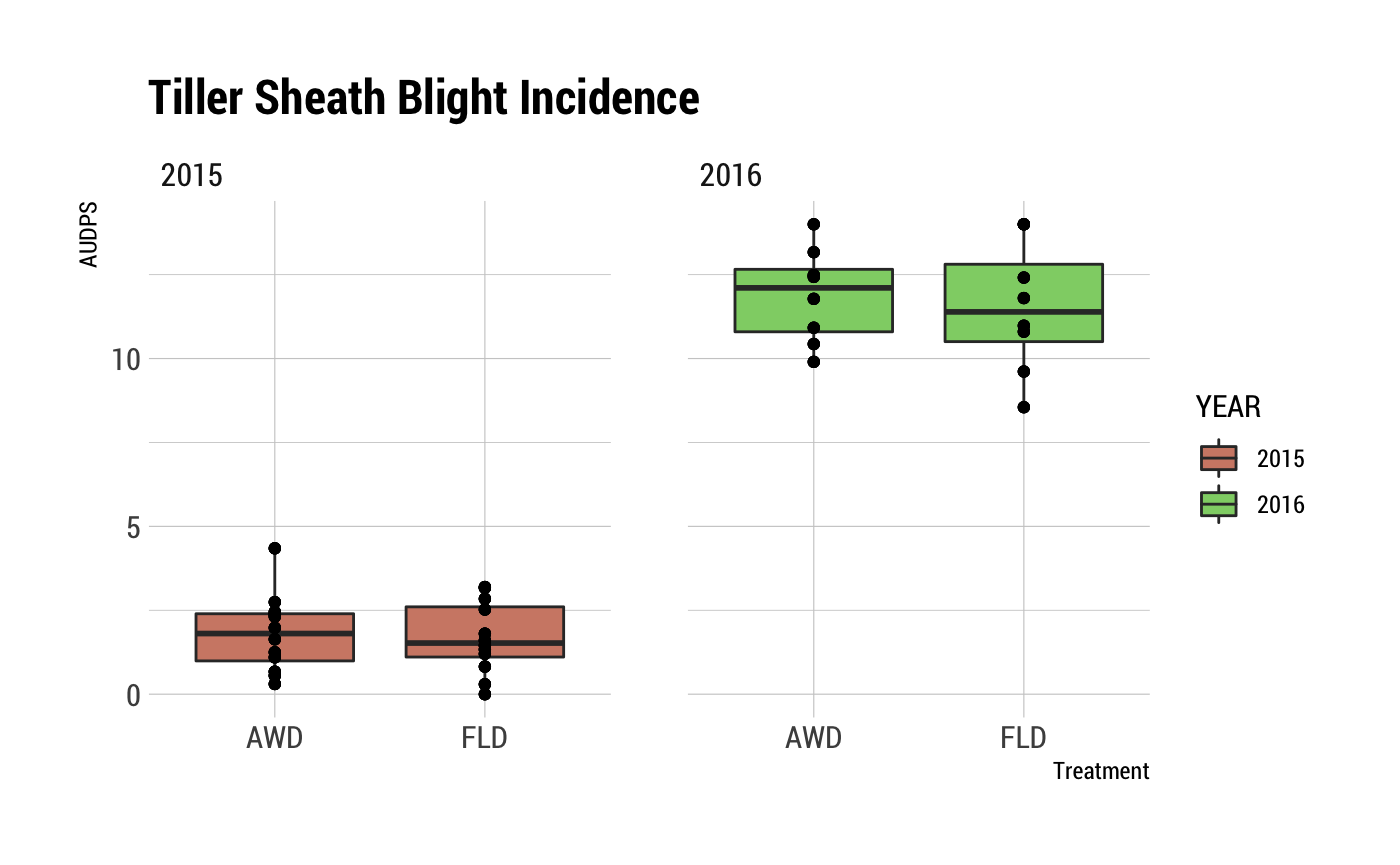 Tiller Sheath Blight Incidence
2015
2016
AUDPS
10
5
0
AWD
FLD
AWD
FLD
Treatment
YEAR
2015
2016